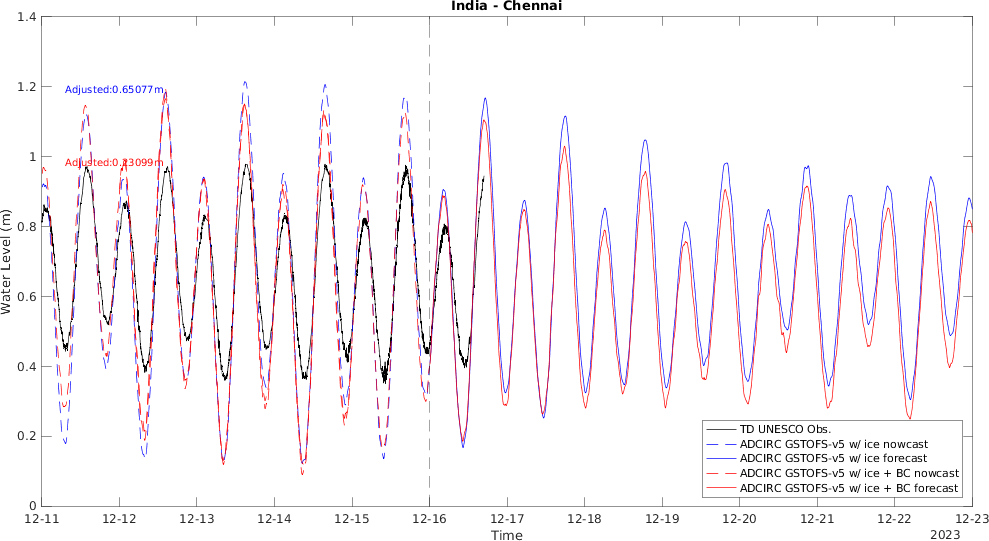 India - Chennai
Water Level (m)
1.4
1.2
1
0.8
0.6
0.4
0.2
0
Adjusted:0.65077m
Adjusted:0.23099m
TD UNESCO Obs.
ADCIRC GSTOFS-v5 w/ ice nowcast
ADCIRC GSTOFS-v5 w/ ice forecast
ADCIRC GSTOFS-v5 w/ ice + BC nowcast
ADCIRC GSTOFS-v5 w/ ice + BC forecast
12-11 12-12 12-13 12-14 12-15 12-16 12-17 12-18 12-19 12-20 12-21 12-22 12-23
Time
2023